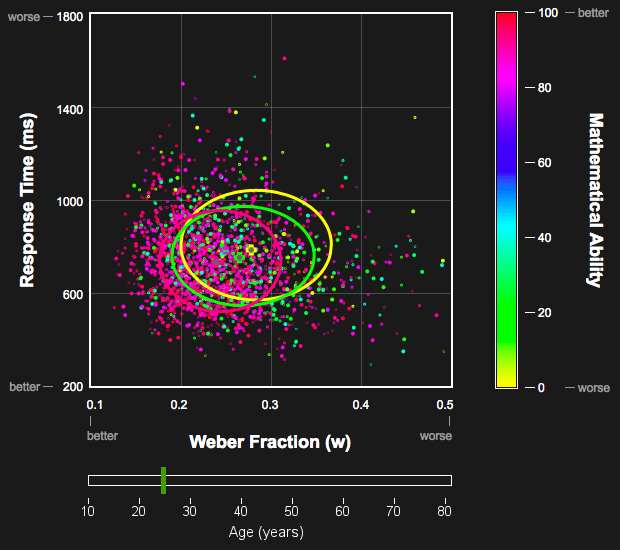 worse
1800
1400
1000
600
200
better
Response Time (ms)
0.1
0.2
0.3
0.4
0.5
better
worse
Weber Fraction (w)
100
80
60
40
20
0
better
worse
Mathematical Ability
10
20
30
40
50
60
70
80
Age (years)